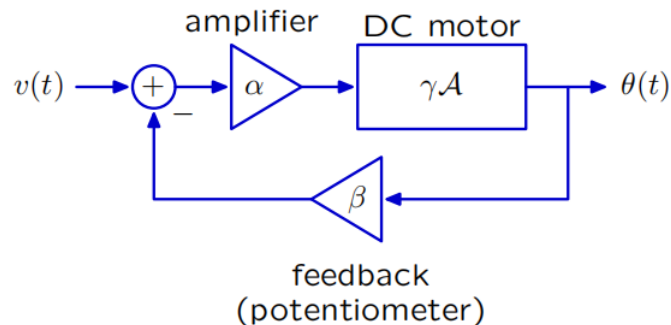 amplifier DC motor
v(t) + − α γA θ(t)
β
feedback
(potentiometer)